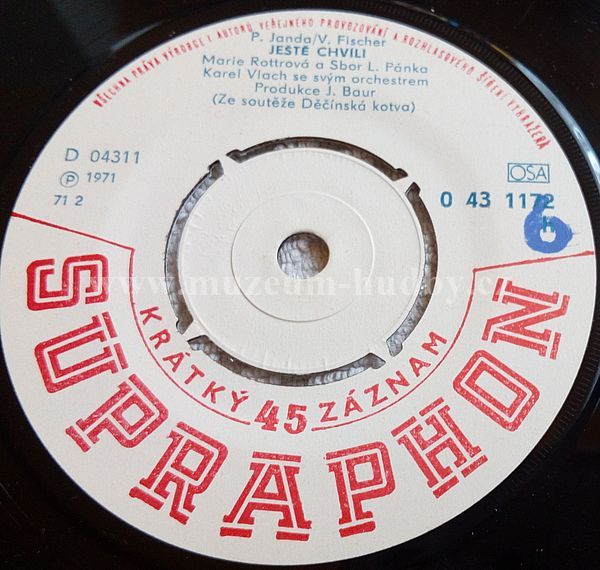 VŠECHNA PRÁVA VÝROBCE I AUTORŮ VEŘEJNÉHO PROVOZOVÁNÍ A ROZHLASOVÉHO ŠÍŘENÍ VYHRAŽENA
P. Janda/V. Fischer
JEŠTĚ CHVÍLI
Marie Rottrová a Sbor L. Pánka
Karel Vlach se svým orchestrem
Produkce J. Baur
(Ze soutěže Děčínská kotva)
D 04311
Ⓟ 1971
71 2
OSA
0 43 1172
H
6
www.muzeum-hudby.cz
KRÁTKÝ 45 ZÁZNAM
SUPRAPHON